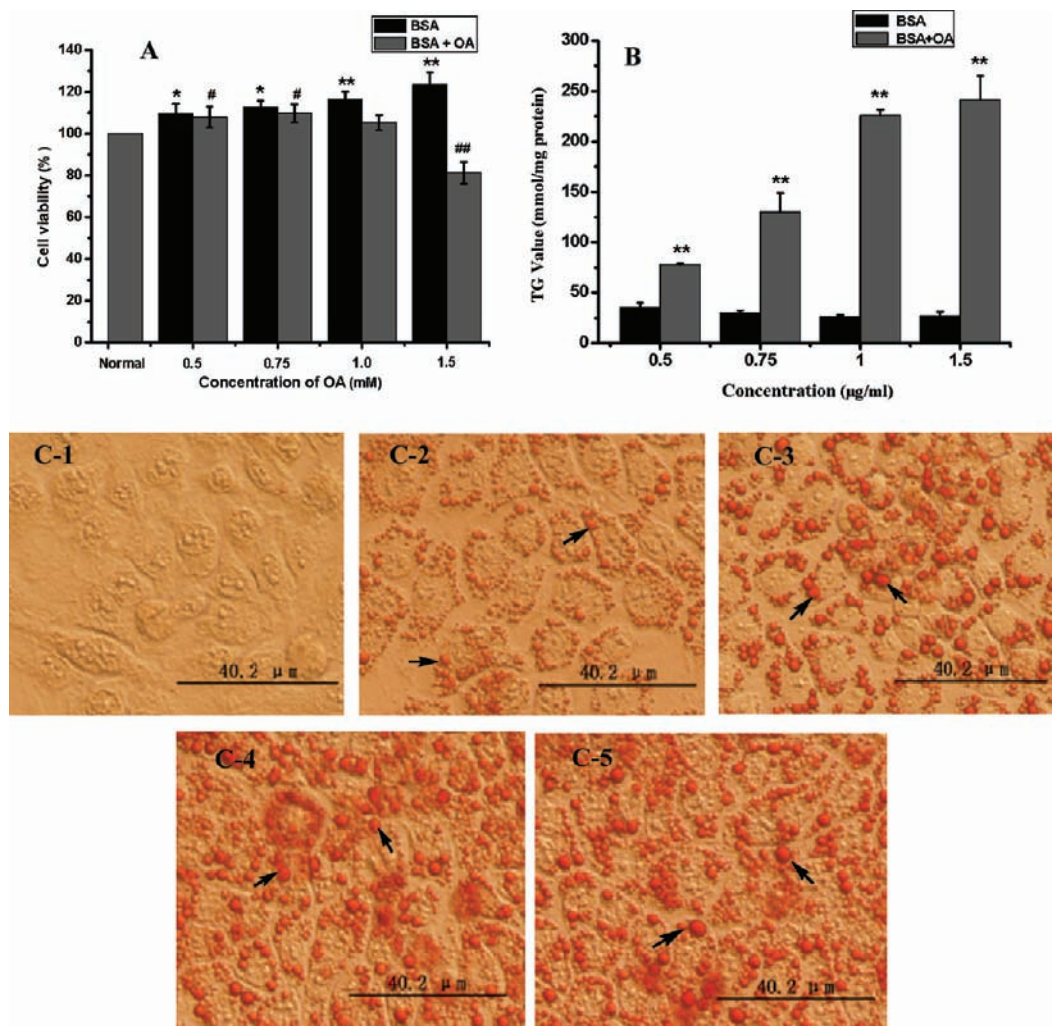 BSA
BSA + OA
A
140
120
100
80
60
40
20
0
Cell viability (%)
*
#
*
#
**
**
##
Normal
0.5
0.75
1.0
1.5
Concentration of OA (mM)
BSA
BSA+OA
B
300
250
200
150
100
50
0
TG Value (mmol/mg protein)
**
**
**
**
0.5
0.75
1
1.5
Concentration (μg/ml)
C-1
40.2 μm
C-2
40.2 μm
C-3
40.2 μm
C-4
40.2 μm
C-5
40.2 μm